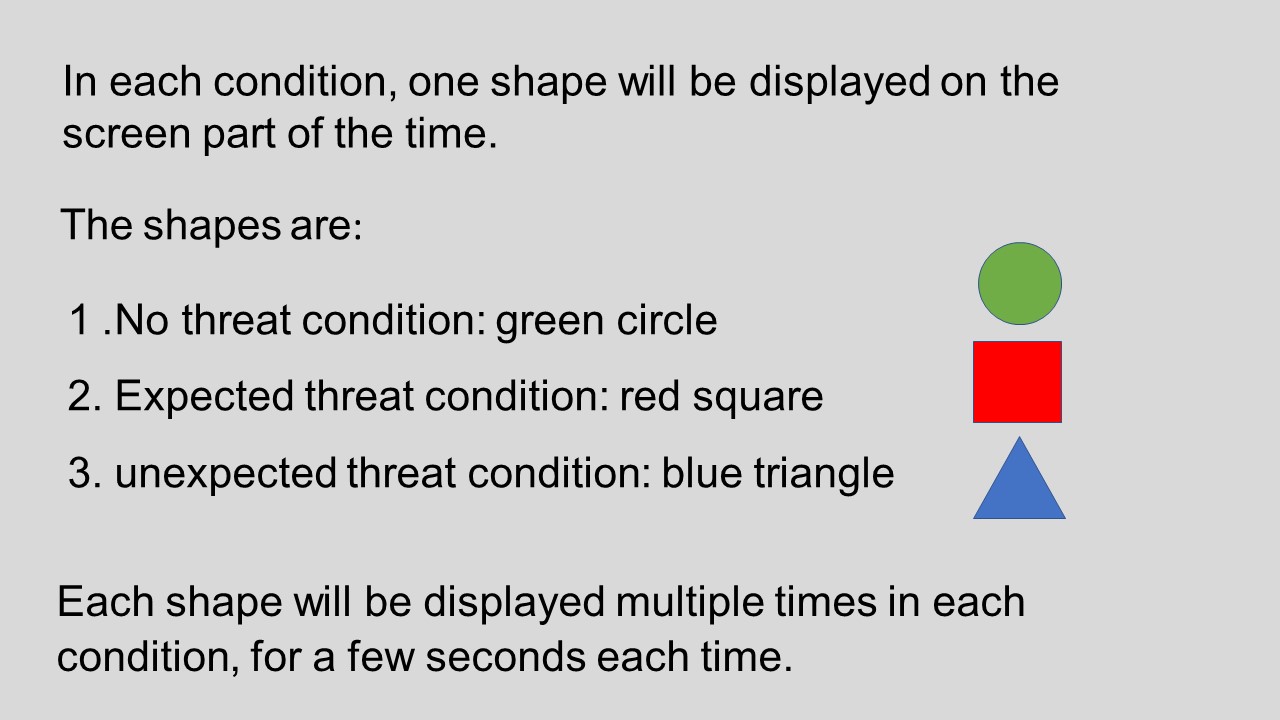 In each condition, one shape will be displayed on the
screen part of the time.
The shapes are:
1 .No threat condition: green circle
2. Expected threat condition: red square
3. unexpected threat condition: blue triangle
Each shape will be displayed multiple times in each
condition, for a few seconds each time.